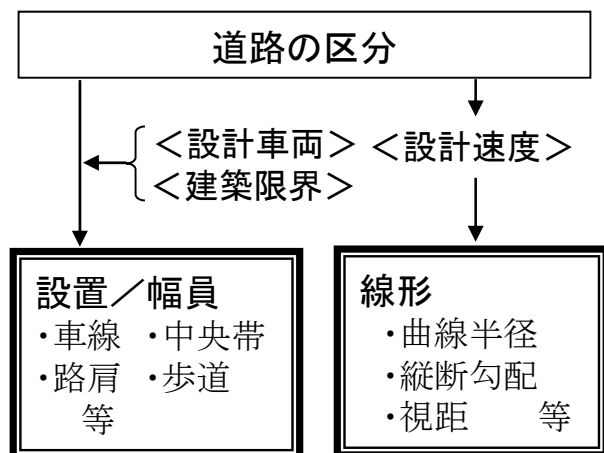 道路の区分
＜設計車両＞
＜建築限界＞
＜設計速度＞
設置／幅員
・車線 ・中央帯
・路肩 ・歩道
等
線形
・曲線半径
・縦断勾配
・視距 等